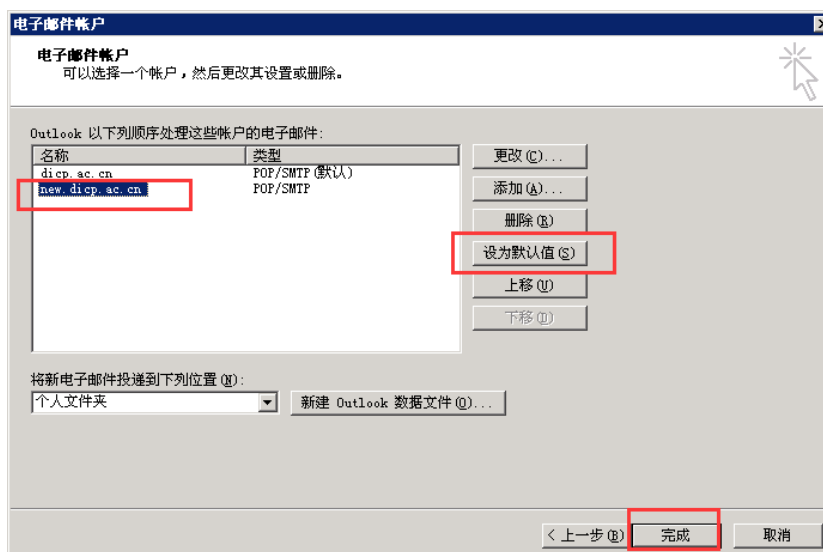 电子邮件帐户
电子邮件帐户
可以选择一个帐户，然后更改其设置或删除。
Outlook 以下列顺序处理这些帐户的电子邮件:
名称 类型
dicp.ac.cn POP/SMTP(默认)
new.dicp.ac.cn POP/SMTP
更改(C)...
添加(A)...
删除(R)
设为默认值(S)
上移(U)
下移(D)
将新电子邮件投递到下列位置(N):
个人文件夹 新建 Outlook 数据文件(O)...
<上一步(B) 完成 取消